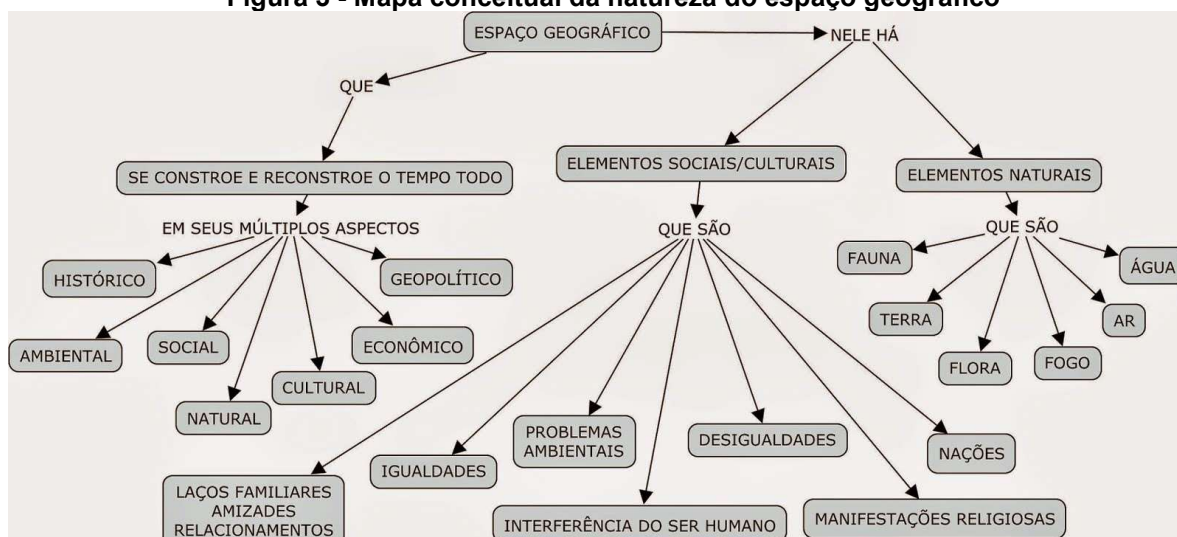 Figura 3 - Mapa conceitual da natureza do espaço geográfico
ESPAÇO GEOGRÁFICO
NELE HÁ
QUE
SE CONSTROE E RECONSTROE O TEMPO TODO
ELEMENTOS SOCIAIS/CULTURAIS
ELEMENTOS NATURAIS
EM SEUS MÚLTIPLOS ASPECTOS
QUE SÃO
QUE SÃO
HISTÓRICO
GEOPOLÍTICO
AMBIENTAL
SOCIAL
ECONÔMICO
NATURAL
CULTURAL
FAUNA
ÁGUA
TERRA
AR
FLORA
FOGO
LAÇOS FAMILIARES
AMIZADES
RELACIONAMENTOS
IGUALDADES
PROBLEMAS
AMBIENTAIS
INTERFERÊNCIA DO SER HUMANO
DESIGUALDADES
MANIFESTAÇÕES RELIGIOSAS
NAÇÕES